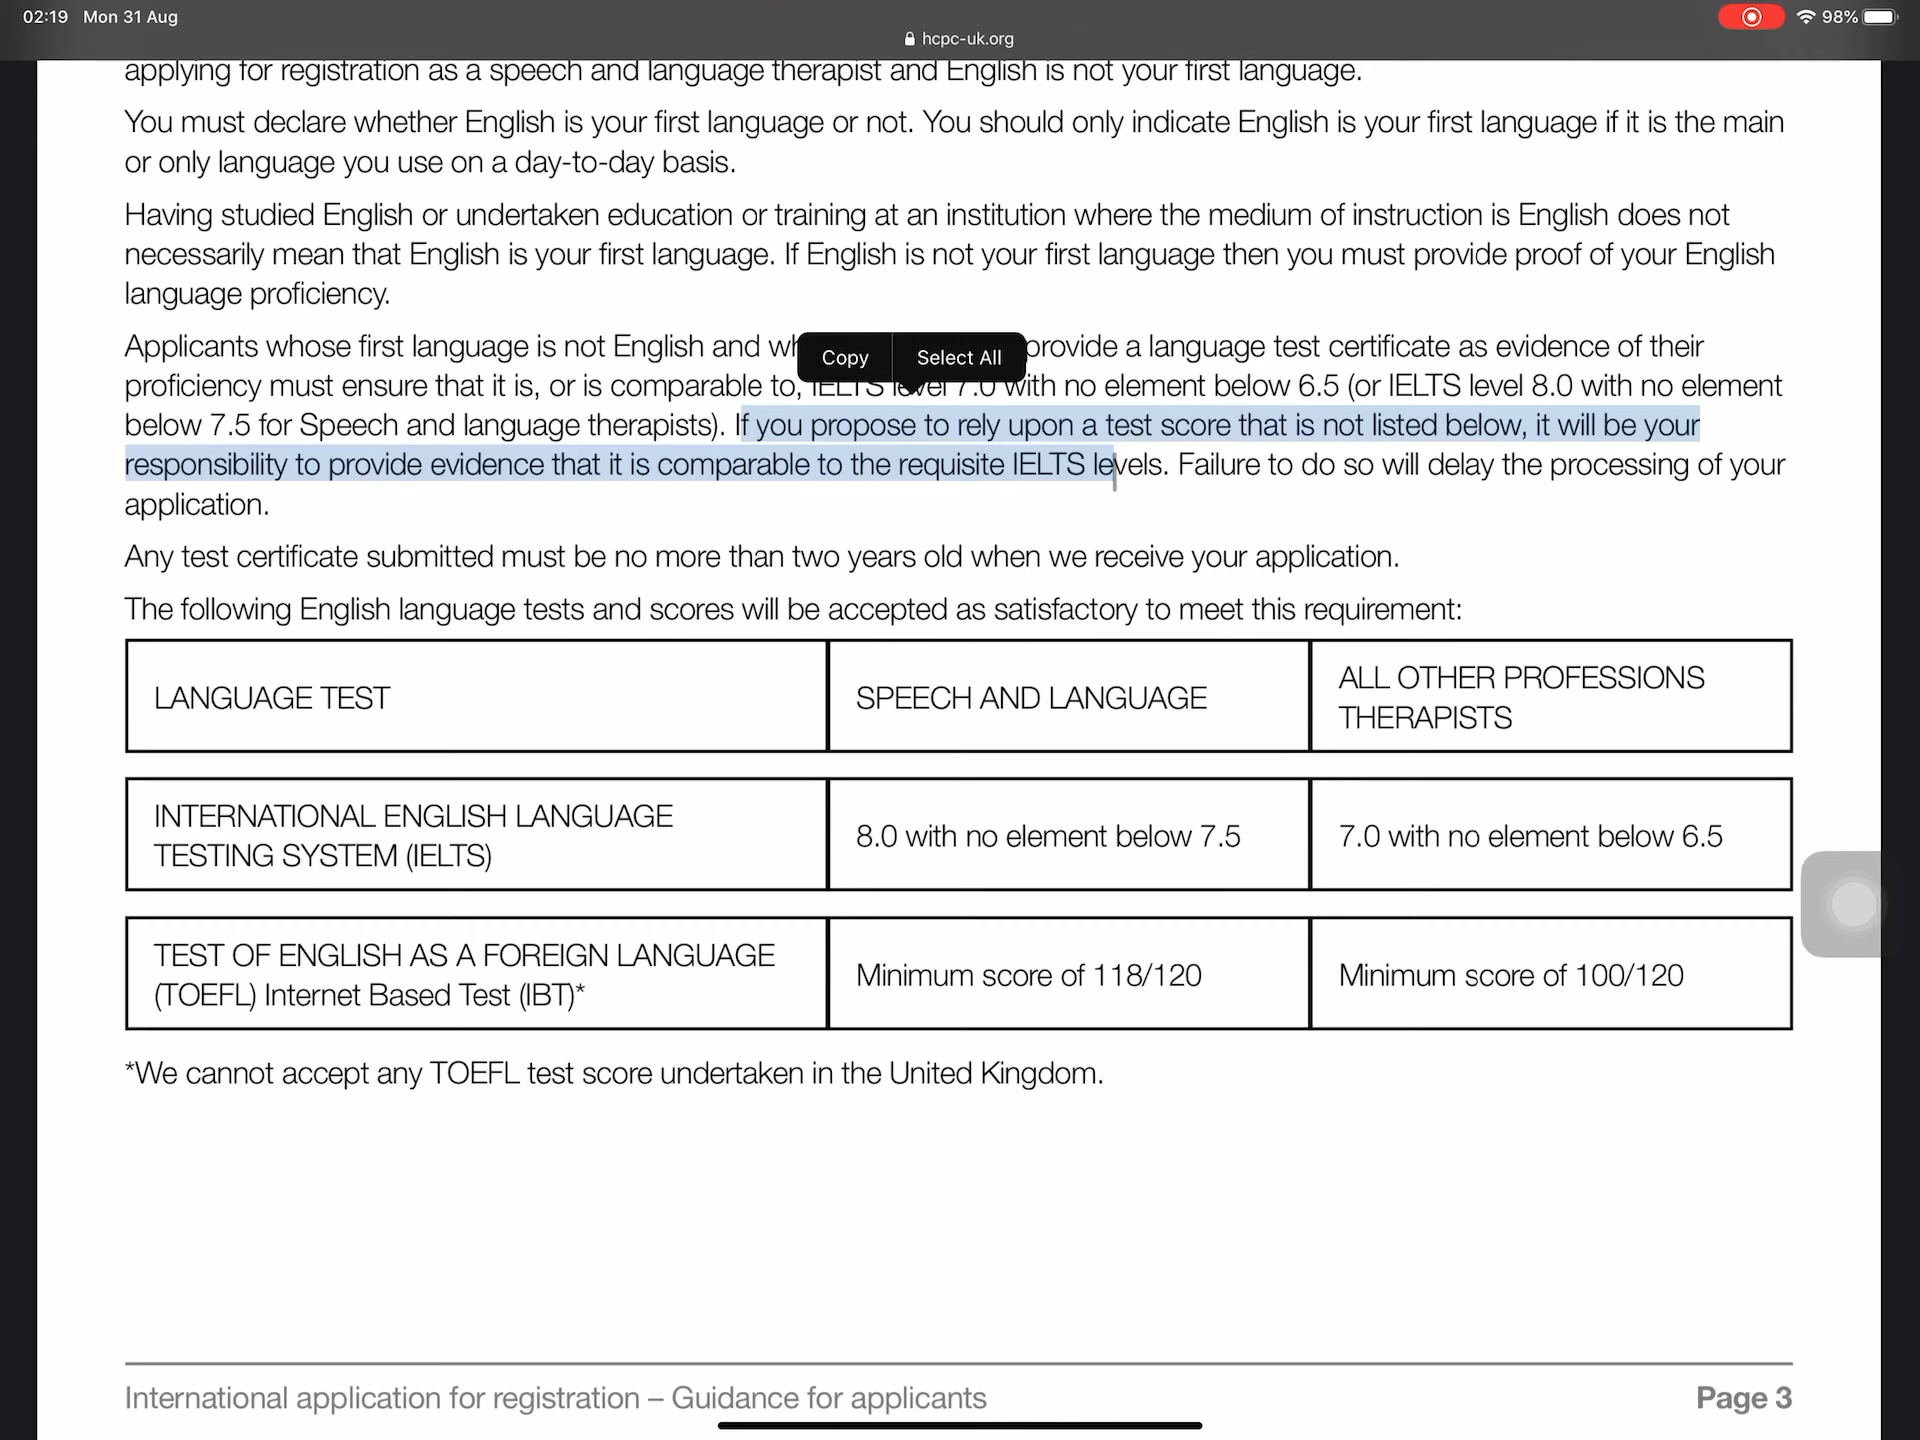 02:19 Mon 31 Aug
98%
hcpc-uk.org
applying for registration as a speech and language therapist and English is not your first language.
You must declare whether English is your first language or not. You should only indicate English is your first language if it is the main
or only language you use on a day-to-day basis.
Having studied English or undertaken education or training at an institution where the medium of instruction is English does not
necessarily mean that English is your first language. If English is not your first language then you must provide proof of your English
language proficiency.
Applicants whose first language is not English and provide a language test certificate as evidence of their
Copy Select All
proficiency must ensure that it is, or is comparable to, IELTS level 7.0 with no element below 6.5 (or IELTS level 8.0 with no element
below 7.5 for Speech and language therapists). If you propose to rely upon a test score that is not listed below, it will be your
responsibility to provide evidence that it is comparable to the requisite IELTS levels. Failure to do so will delay the processing of your
application.
Any test certificate submitted must be no more than two years old when we receive your application.
The following English language tests and scores will be accepted as satisfactory to meet this requirement:
LANGUAGE TEST
SPEECH AND LANGUAGE
ALL OTHER PROFESSIONS
THERAPISTS
INTERNATIONAL ENGLISH LANGUAGE
TESTING SYSTEM (IELTS)
8.0 with no element below 7.5
7.0 with no element below 6.5
TEST OF ENGLISH AS A FOREIGN LANGUAGE
(TOEFL) Internet Based Test (IBT)*
Minimum score of 118/120
Minimum score of 100/120
*We cannot accept any TOEFL test score undertaken in the United Kingdom.
International application for registration – Guidance for applicants
Page 3